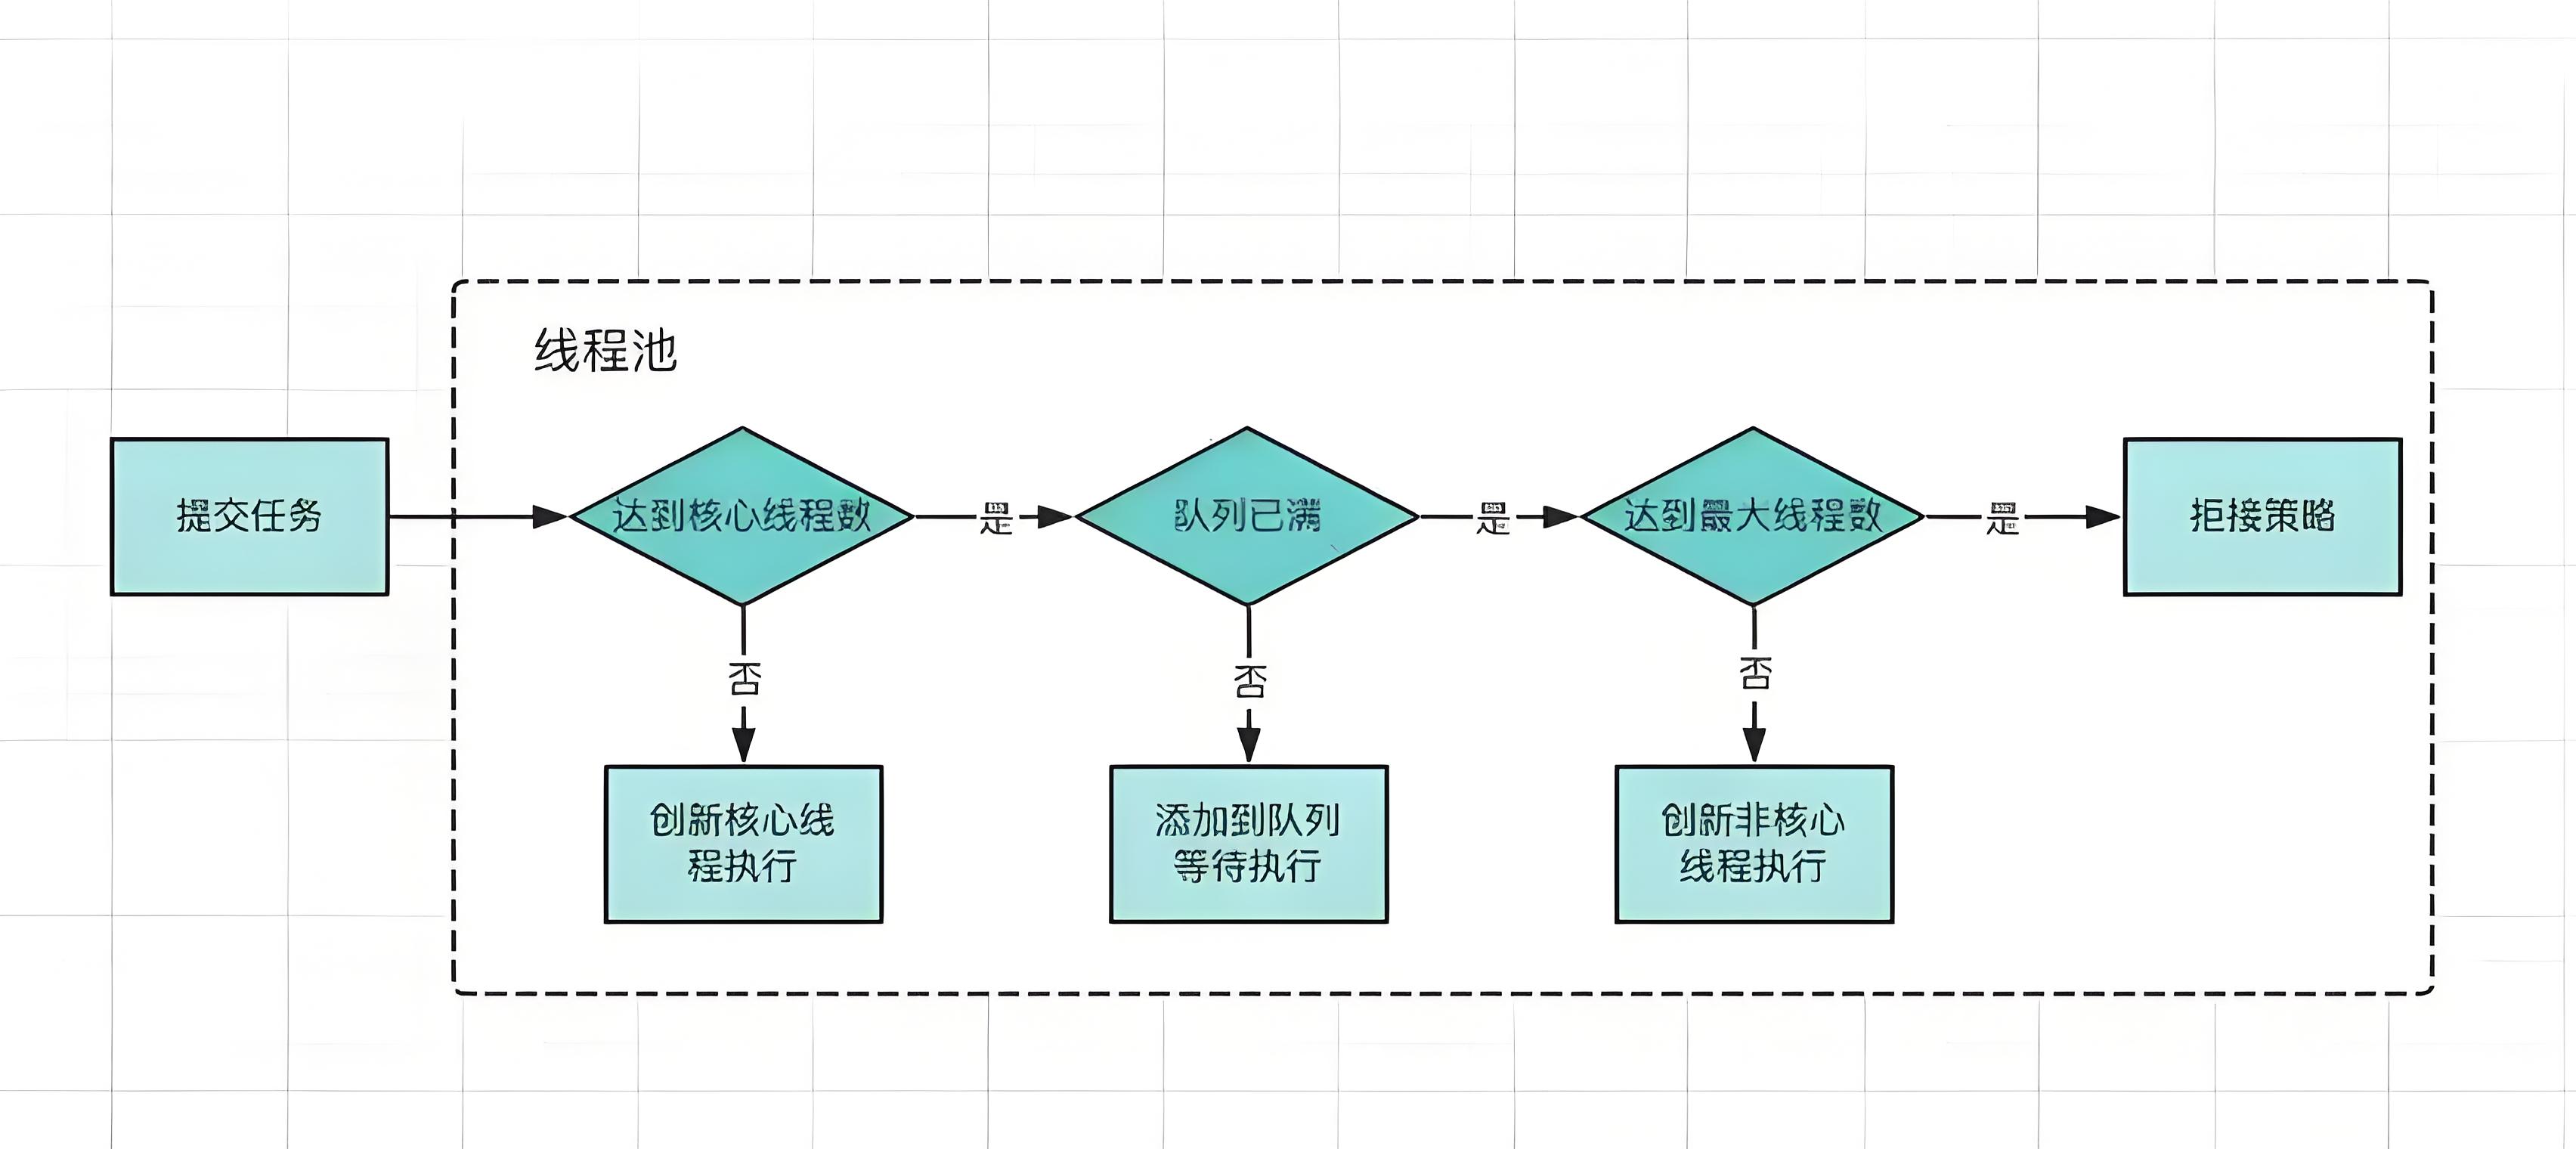 线程池
提交任务
达到核心线程数
是
队列已满
是
达到最大线程数
是
拒接策略
否
否
否
创新核心线
程执行
添加到队列
等待执行
创新非核心
线程执行